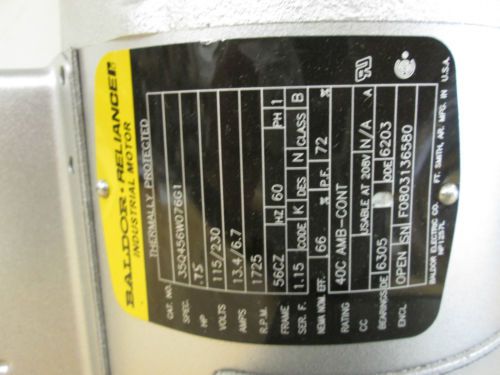 BALDOR • RELIANCE
INDUSTRIAL MOTOR
THERMALLY PROTECTED
CAT. NO.
SPEC. 35Q456W076G1
HP .75
VOLTS 115/230
AMPS 13.4/6.7
R.P.M. 1725
FRAME 56CZ HZ 60 PH 1
SER. F. 1.15 CODE K DES N CLASS B
NEMA NOM. EFF. 66 % P.F. 72 %
RATING 40C AMB-CONT
CC USABLE AT 208V N/A A
BEARINGS DE 6305 ODE 6203
ENCL OPEN SN F0803136580
BALDOR ELECTRIC CO. FT. SMITH, AR. MFG. IN U.S.A.
NP1257L